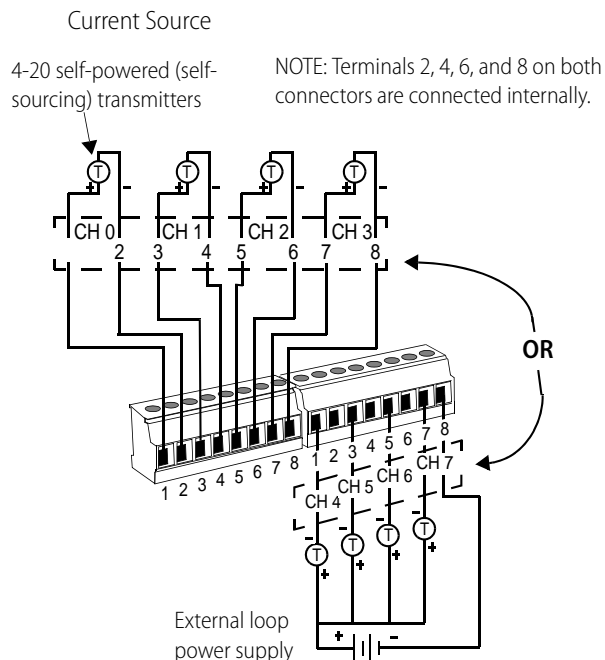 Current Source
4-20 self-powered (self-
sourcing) transmitters
NOTE: Terminals 2, 4, 6, and 8 on both
connectors are connected internally.
T T T T
+ - + - + - + -
CH 0 CH 1 CH 2 CH 3
2 3 4 5 6 7 8
OR
1 2 3 4 5 6 7 8
1 2 3 4 5 6 7 8
CH 4 CH 5 CH 6 CH 7
- - - -
T T T T
+ + + +
External loop
power supply
+ -